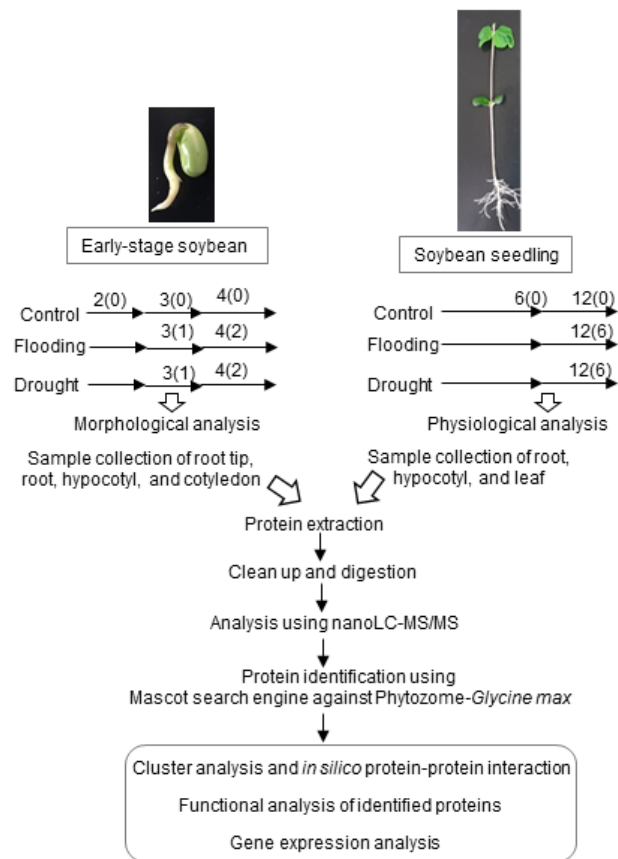 Early-stage soybean
Soybean seedling
2(0) 3(0) 4(0)
Control
3(1) 4(2)
Flooding
3(1) 4(2)
Drought
Morphological analysis
Sample collection of root tip,
root, hypocotyl, and cotyledon
6(0) 12(0)
Control
12(6)
Flooding
12(6)
Drought
Physiological analysis
Sample collection of root,
hypocotyl, and leaf
Protein extraction
Clean up and digestion
Analysis using nanoLC-MS/MS
Protein identification using
Mascot search engine against Phytozome-Glycine max
Cluster analysis and in silico protein-protein interaction
Functional analysis of identified proteins
Gene expression analysis